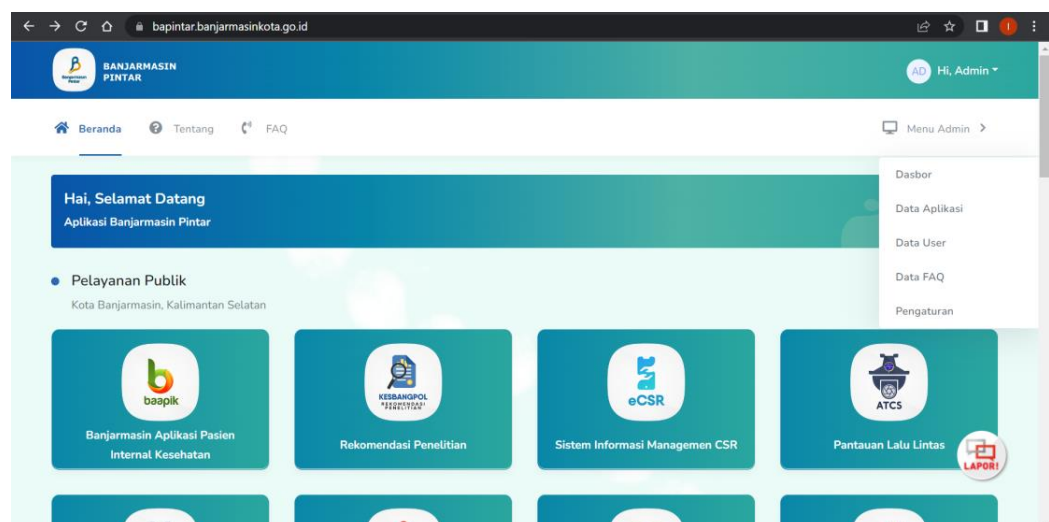 bapintar.banjarmasinkota.go.id
BANJARMASIN
PINTAR
AD Hi, Admin
Beranda Tentang FAQ Menu Admin
Dasbor
Data Aplikasi
Data User
Data FAQ
Pengaturan
Hai, Selamat Datang
Aplikasi Banjarmasin Pintar
Pelayanan Publik
Kota Banjarmasin, Kalimantan Selatan
baapik
Banjarmasin Aplikasi Pasien
Internal Kesehatan
KESBANGPOL
REKOMENDASI
PENELITIAN
Rekomendasi Penelitian
eCSR
Sistem Informasi Managemen CSR
ATCS
Pantauan Lalu Lintas
LAPOR!